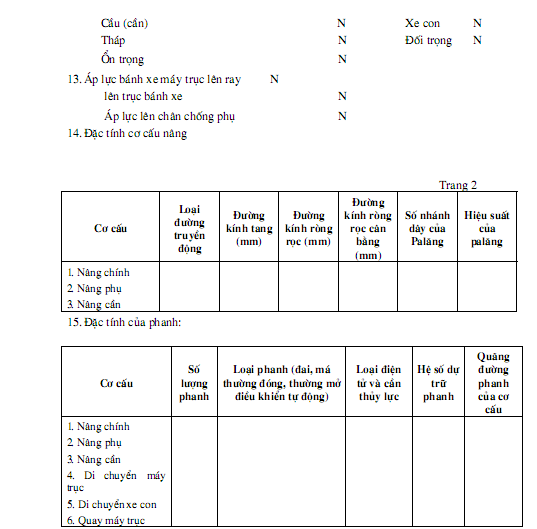 Cầu (cần) N Xe con N
Tháp N Đối trọng N
Ổn trọng N
13. Áp lực bánh xe máy trục lên ray N
lên trục bánh xe N
Áp lực lên chân chống phụ N
14. Đặc tính cơ cấu nâng
Trang 2
Cơ cấu
Loại
đường
truyền
động
Đường
kính tang
(mm)
Đường
kính ròng
rọc (mm)
Đường
kính ròng
rọc cân
bằng
(mm)
Số nhánh
dây của
Palăng
Hiệu suất
của
palăng
1. Nâng chính
2. Nâng phụ
3. Nâng cần
15. Đặc tính của phanh:
Cơ cấu
Số
lượng
phanh
Loại phanh (đai, má
thường đóng, thường mở
điều khiển tự động)
Loại điện
từ và cần
thủy lực
Hệ số dự
trữ
phanh
Quãng
đường
phanh
của cơ
cấu
1. Nâng chính
2. Nâng phụ
3. Nâng cần
4. Di chuyển máy
trục
5. Di chuyển xe con
6. Quay máy trục